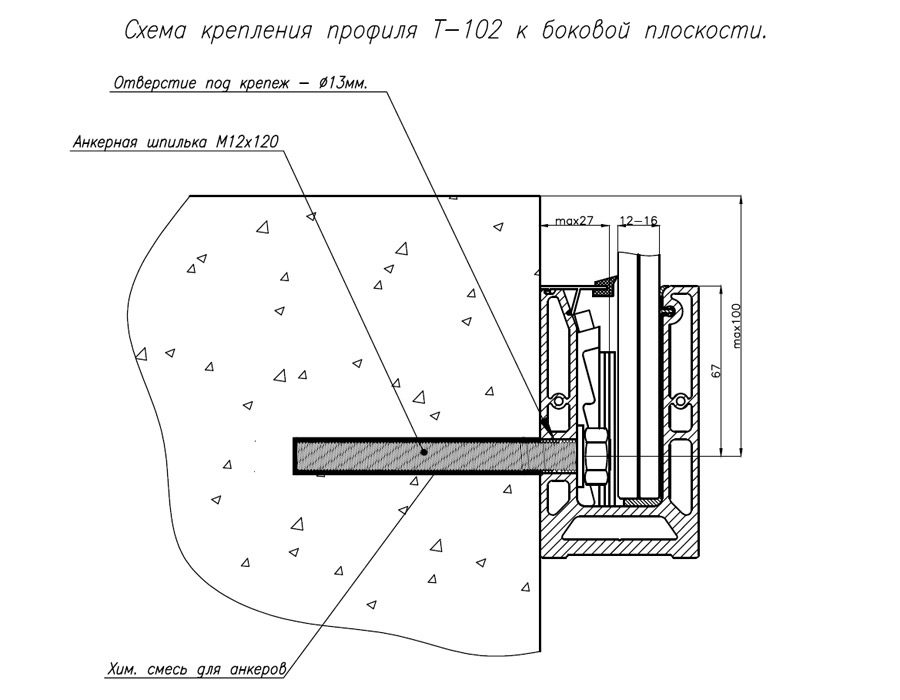 Схема крепления профиля Т-102 к боковой плоскости.
Отверстие под крепеж - Ø13мм.
Анкерная шпилька М12х120
max27
12-16
max100
67
Хим. смесь для анкеров